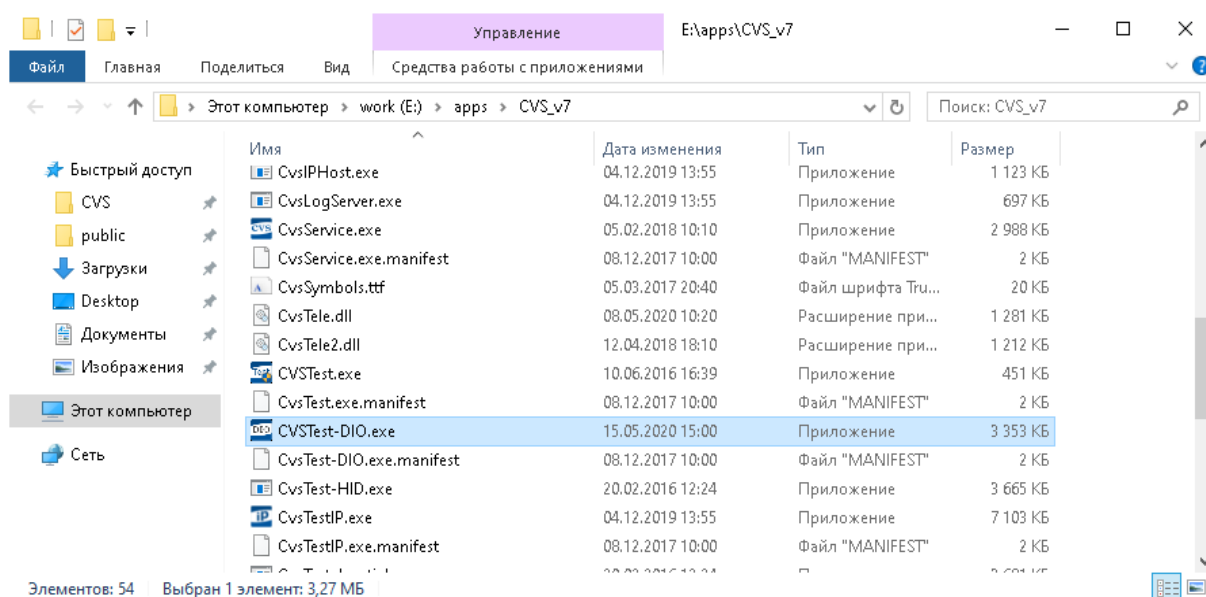 Управление E:\apps\CVS_v7
Файл Главная Поделиться Вид Средства работы с приложениями
Этот компьютер > work (E:) > apps > CVS_v7 Поиск: CVS_v7
Имя Дата изменения Тип Размер
CvsIPHost.exe 04.12.2019 13:55 Приложение 1 123 КБ
Быстрый доступ
CvsLogServer.exe 04.12.2019 13:55 Приложение 697 КБ
CVS
CvsService.exe 05.02.2018 10:10 Приложение 2 988 КБ
public
CvsService.exe.manifest 08.12.2017 10:00 Файл "MANIFEST" 2 КБ
Загрузки
CvsSymbols.ttf 05.03.2017 20:40 Файл шрифта Tru... 20 КБ
Desktop
CvsTele.dll 08.05.2020 10:20 Расширение при... 1 281 КБ
Документы
CvsTele2.dll 12.04.2018 18:10 Расширение при... 1 212 КБ
Изображения
CVSTest.exe 10.06.2016 16:39 Приложение 451 КБ
CvsTest.exe.manifest 08.12.2017 10:00 Файл "MANIFEST" 2 КБ
Этот компьютер
CVSTest-DIO.exe 15.05.2020 15:00 Приложение 3 353 КБ
Сеть
CvsTest-DIO.exe.manifest 08.12.2017 10:00 Файл "MANIFEST" 2 КБ
CvsTest-HID.exe 20.02.2016 12:24 Приложение 3 665 КБ
CvsTestIP.exe 04.12.2019 13:55 Приложение 7 103 КБ
CvsTestIP.exe.manifest 08.12.2017 10:00 Файл "MANIFEST" 2 КБ
Элементов: 54 Выбран 1 элемент: 3,27 МБ